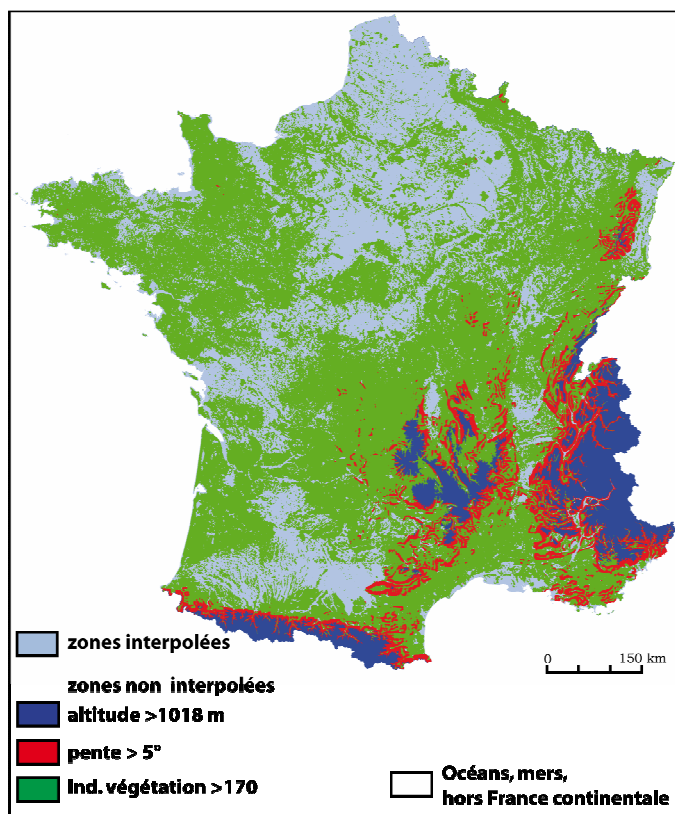 zones interpolées
0 150 km
zones non interpolées
altitude >1018 m
pente > 5°
Ind. végétation >170
Océans, mers,
hors France continentale